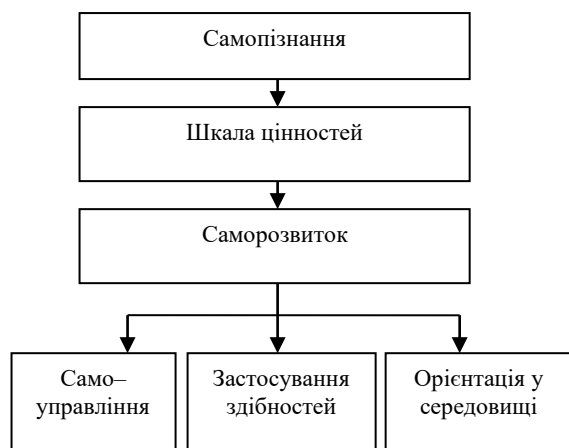 Самопізнання
Шкала цінностей
Саморозвиток
Само–
управління
Застосування
здібностей
Орієнтація у
середовищі